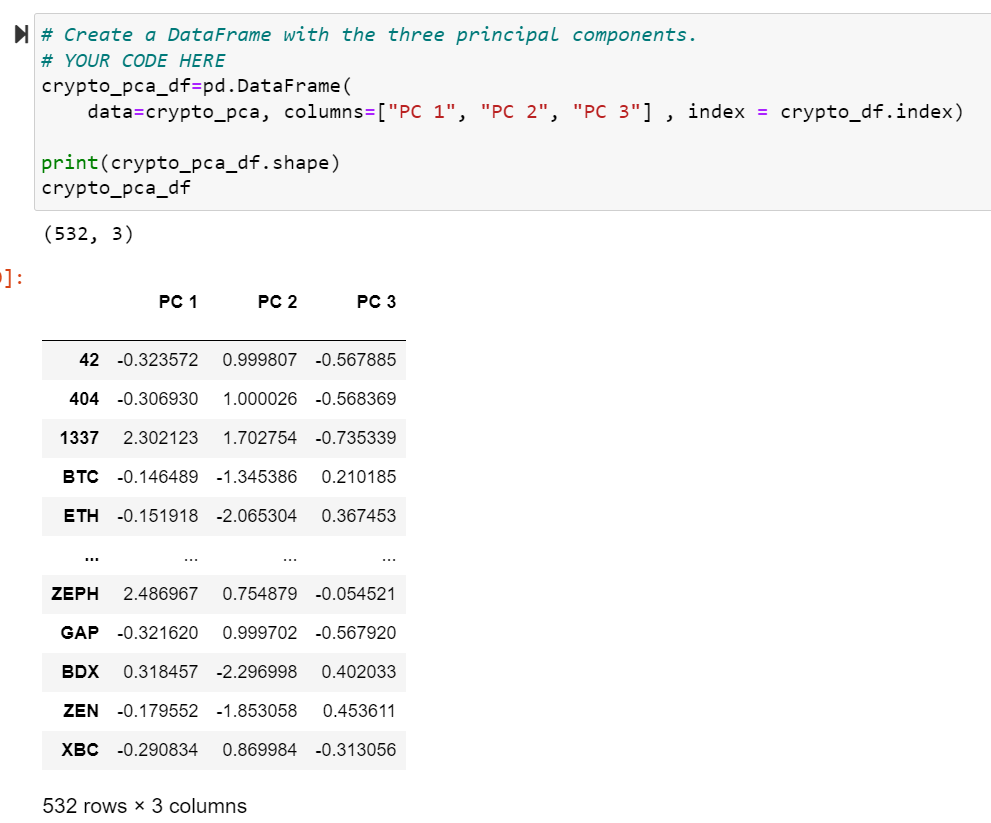 # Create a DataFrame with the three principal components.
# YOUR CODE HERE
crypto_pca_df=pd.DataFrame(
    data=crypto_pca, columns=["PC 1", "PC 2", "PC 3"] , index = crypto_df.index)
print(crypto_pca_df.shape)
crypto_pca_df
(532, 3)
]:
PC 1 PC 2 PC 3
42 -0.323572 0.999807 -0.567885
404 -0.306930 1.000026 -0.568369
1337 2.302123 1.702754 -0.735339
BTC -0.146489 -1.345386 0.210185
ETH -0.151918 -2.065304 0.367453
... ... ... ...
ZEPH 2.486967 0.754879 -0.054521
GAP -0.321620 0.999702 -0.567920
BDX 0.318457 -2.296998 0.402033
ZEN -0.179552 -1.853058 0.453611
XBC -0.290834 0.869984 -0.313056
532 rows × 3 columns